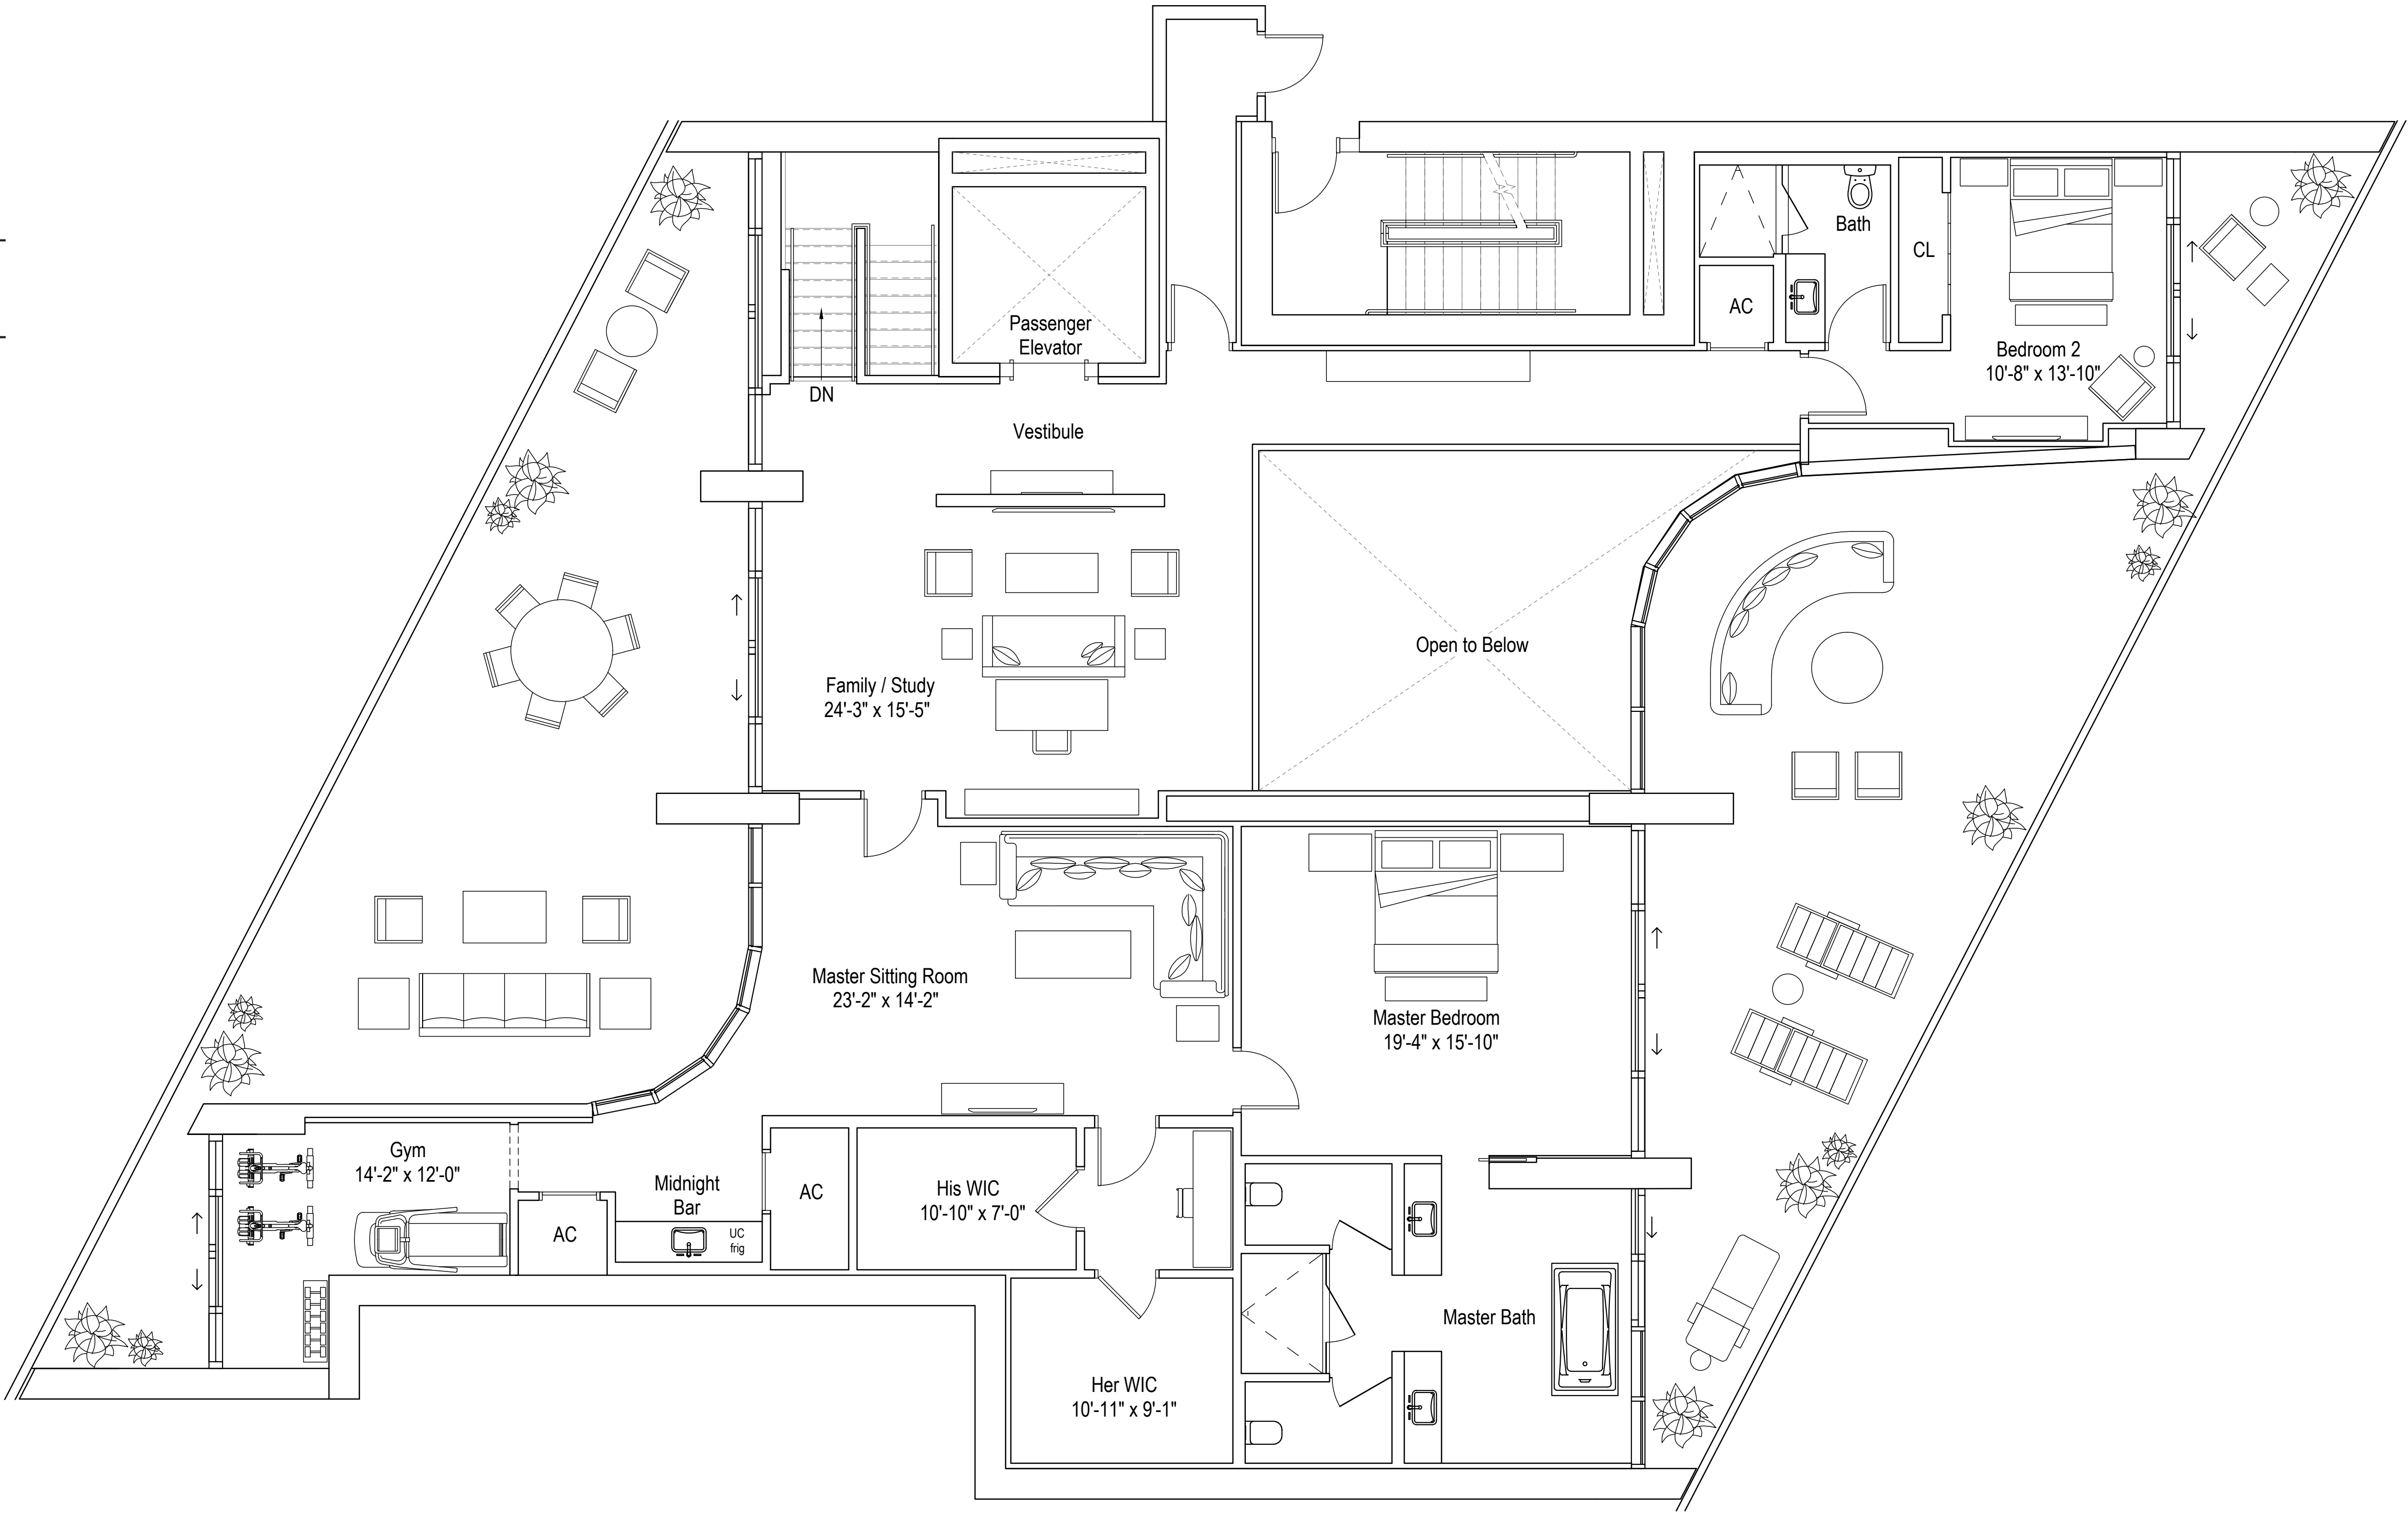 Bath
CL
AC
Passenger
Elevator
Bedroom 2
10'-8" x 13'-10"
DN
Vestibule
Open to Below
Family / Study
24'-3" x 15'-5"
Master Sitting Room
23'-2" x 14'-2"
Master Bedroom
19'-4" x 15'-10"
Gym
14'-2" x 12'-0"
Midnight
Bar
AC
His WIC
10'-10" x 7'-0"
AC
UC
frig
Master Bath
Her WIC
10'-11" x 9'-1"